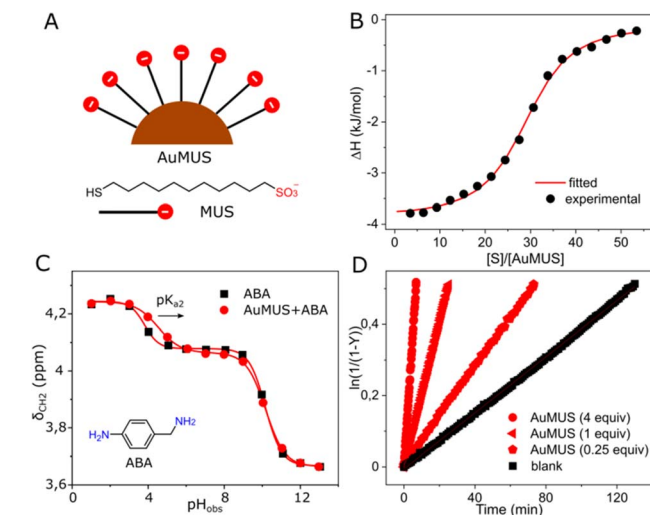 A
AuMUS
HS
SO₃⁻
MUS
B
ΔH (kJ/mol)
0
-1
-2
-3
-4
fitted
experimental
0 10 20 30 40 50
[S]/[AuMUS]
C
δCH2 (ppm)
4,2
4,0
3,8
3,6
pKa2
ABA
AuMUS+ABA
H₂N
NH₂
ABA
0 4 8 12
pHobs
D
ln(1/(1-Y))
0,4
0,2
0
AuMUS (4 equiv)
AuMUS (1 equiv)
AuMUS (0.25 equiv)
blank
0 40 80 120
Time (min)